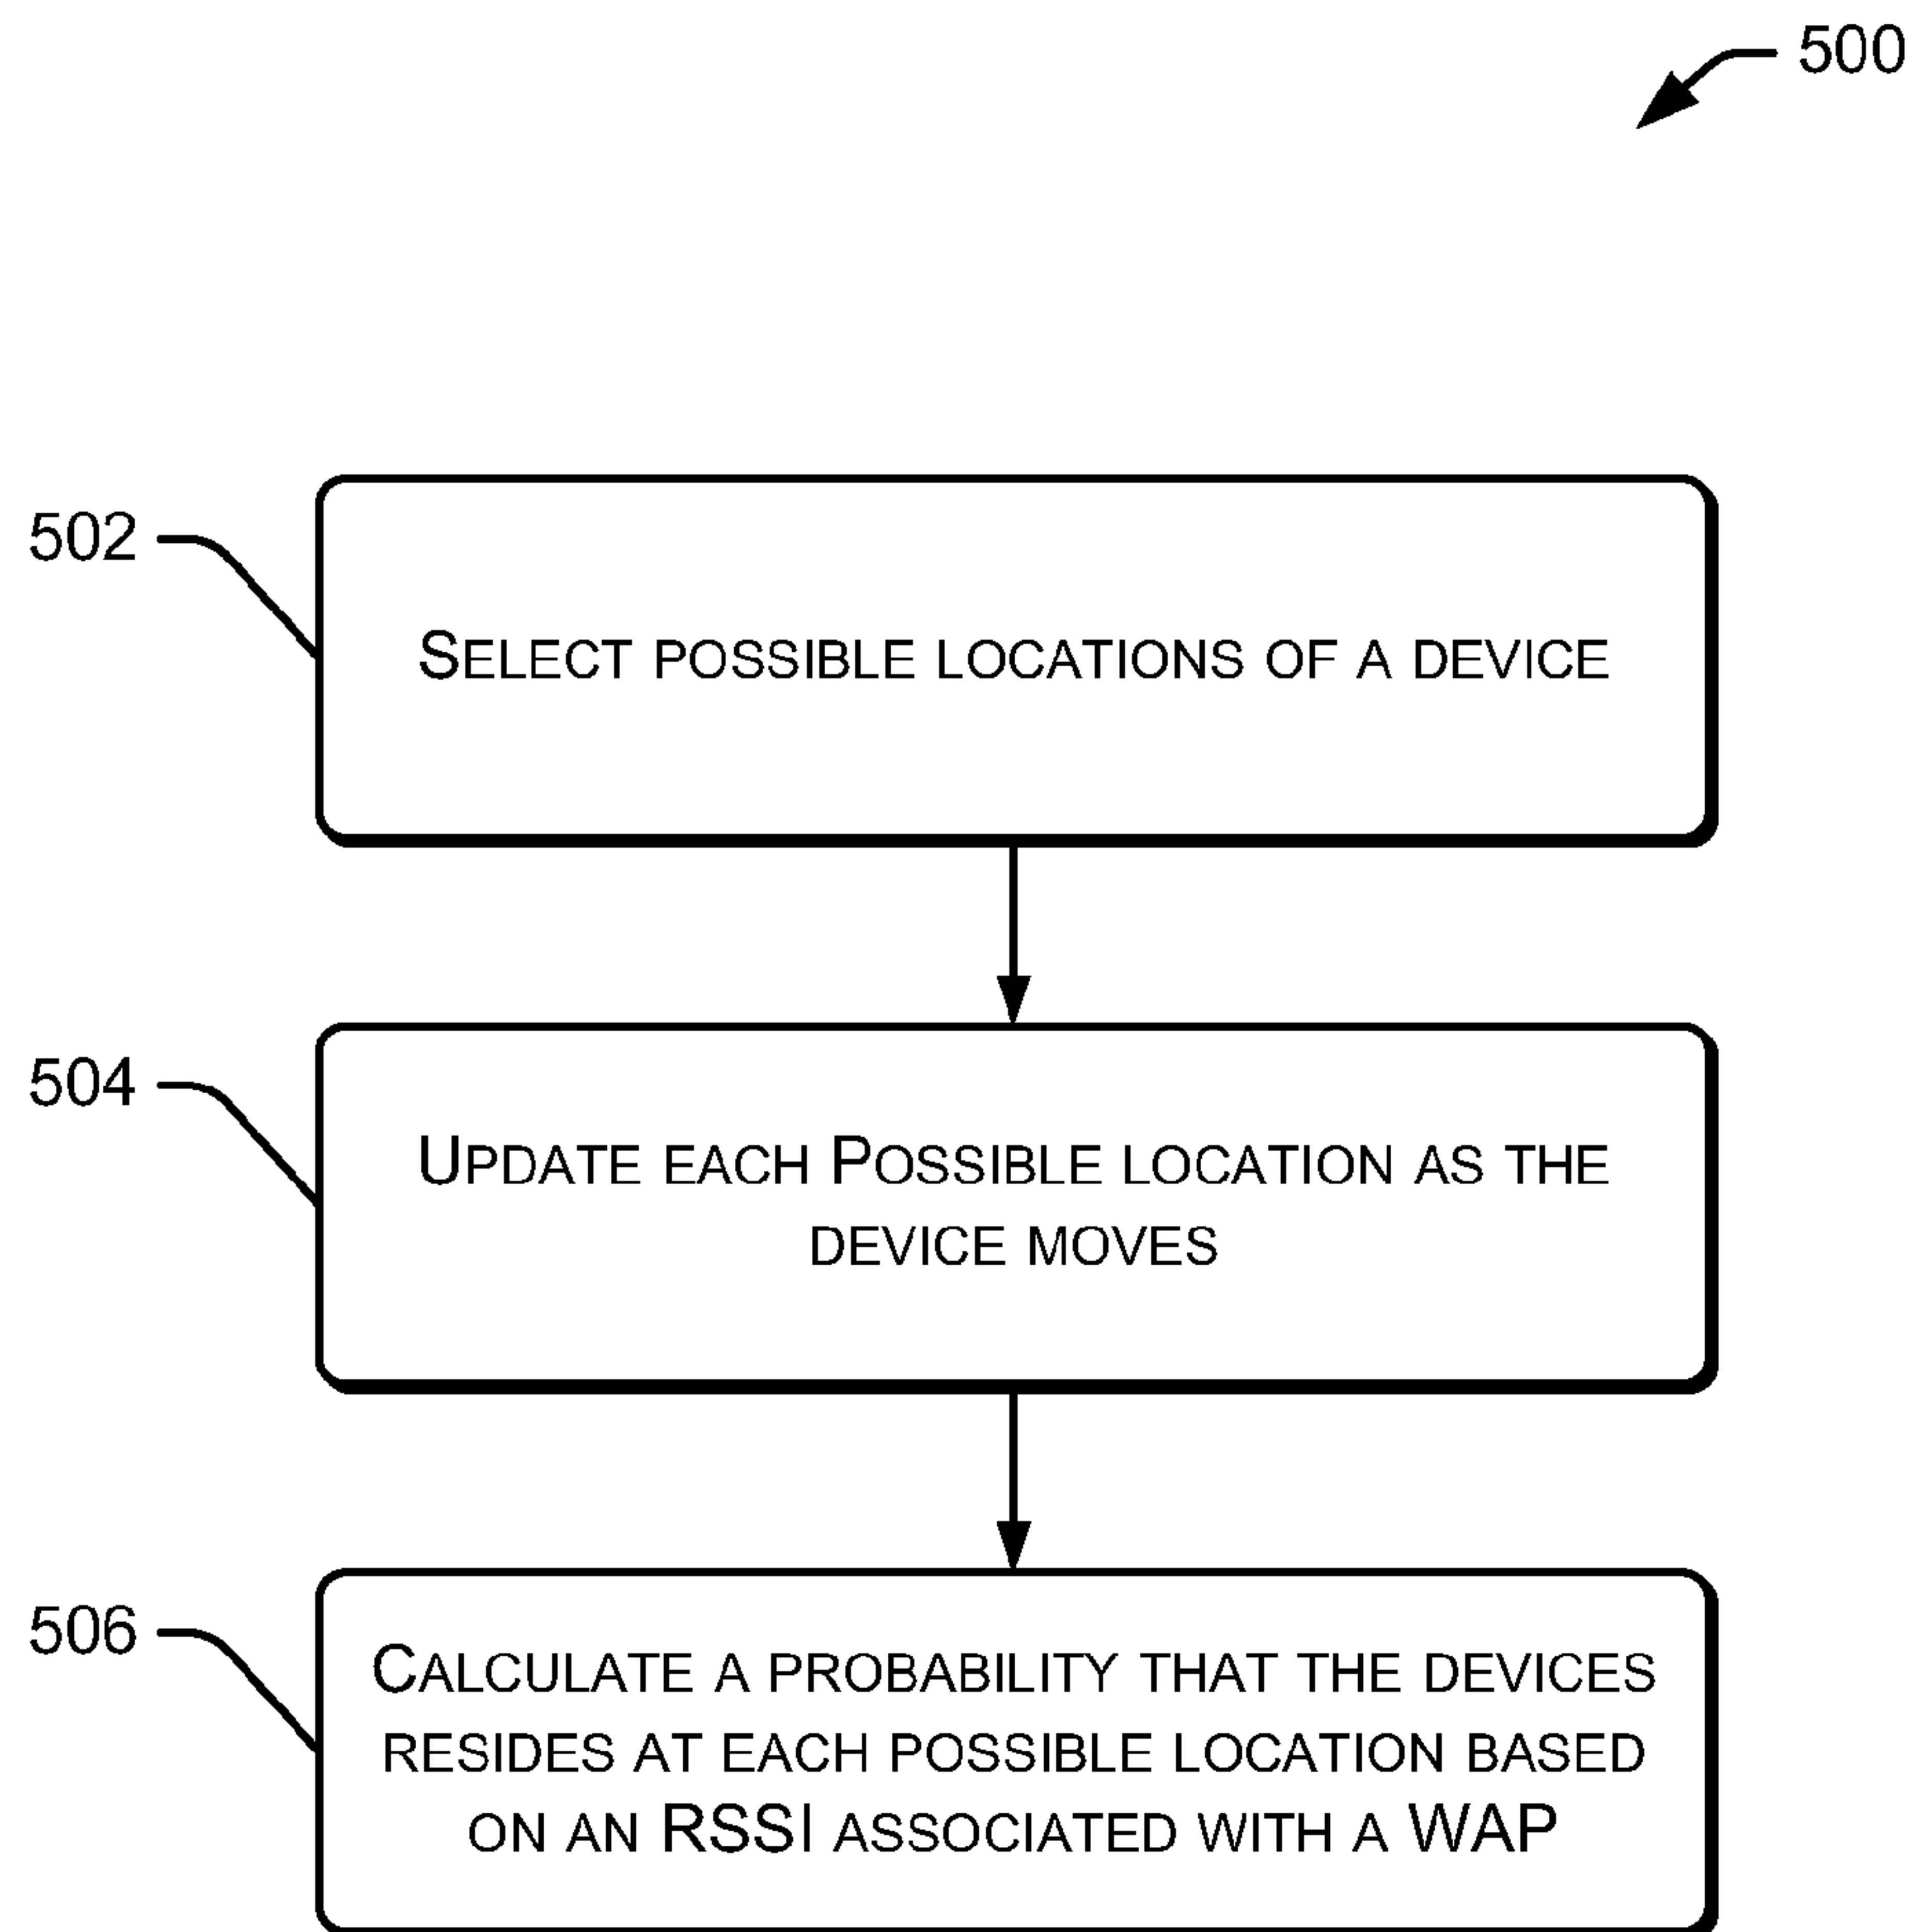 500
502
Select possible locations of a device
504
Update each Possible location as the
device moves
506
Calculate a probability that the devices
resides at each possible location based
on an RSSI associated with a WAP